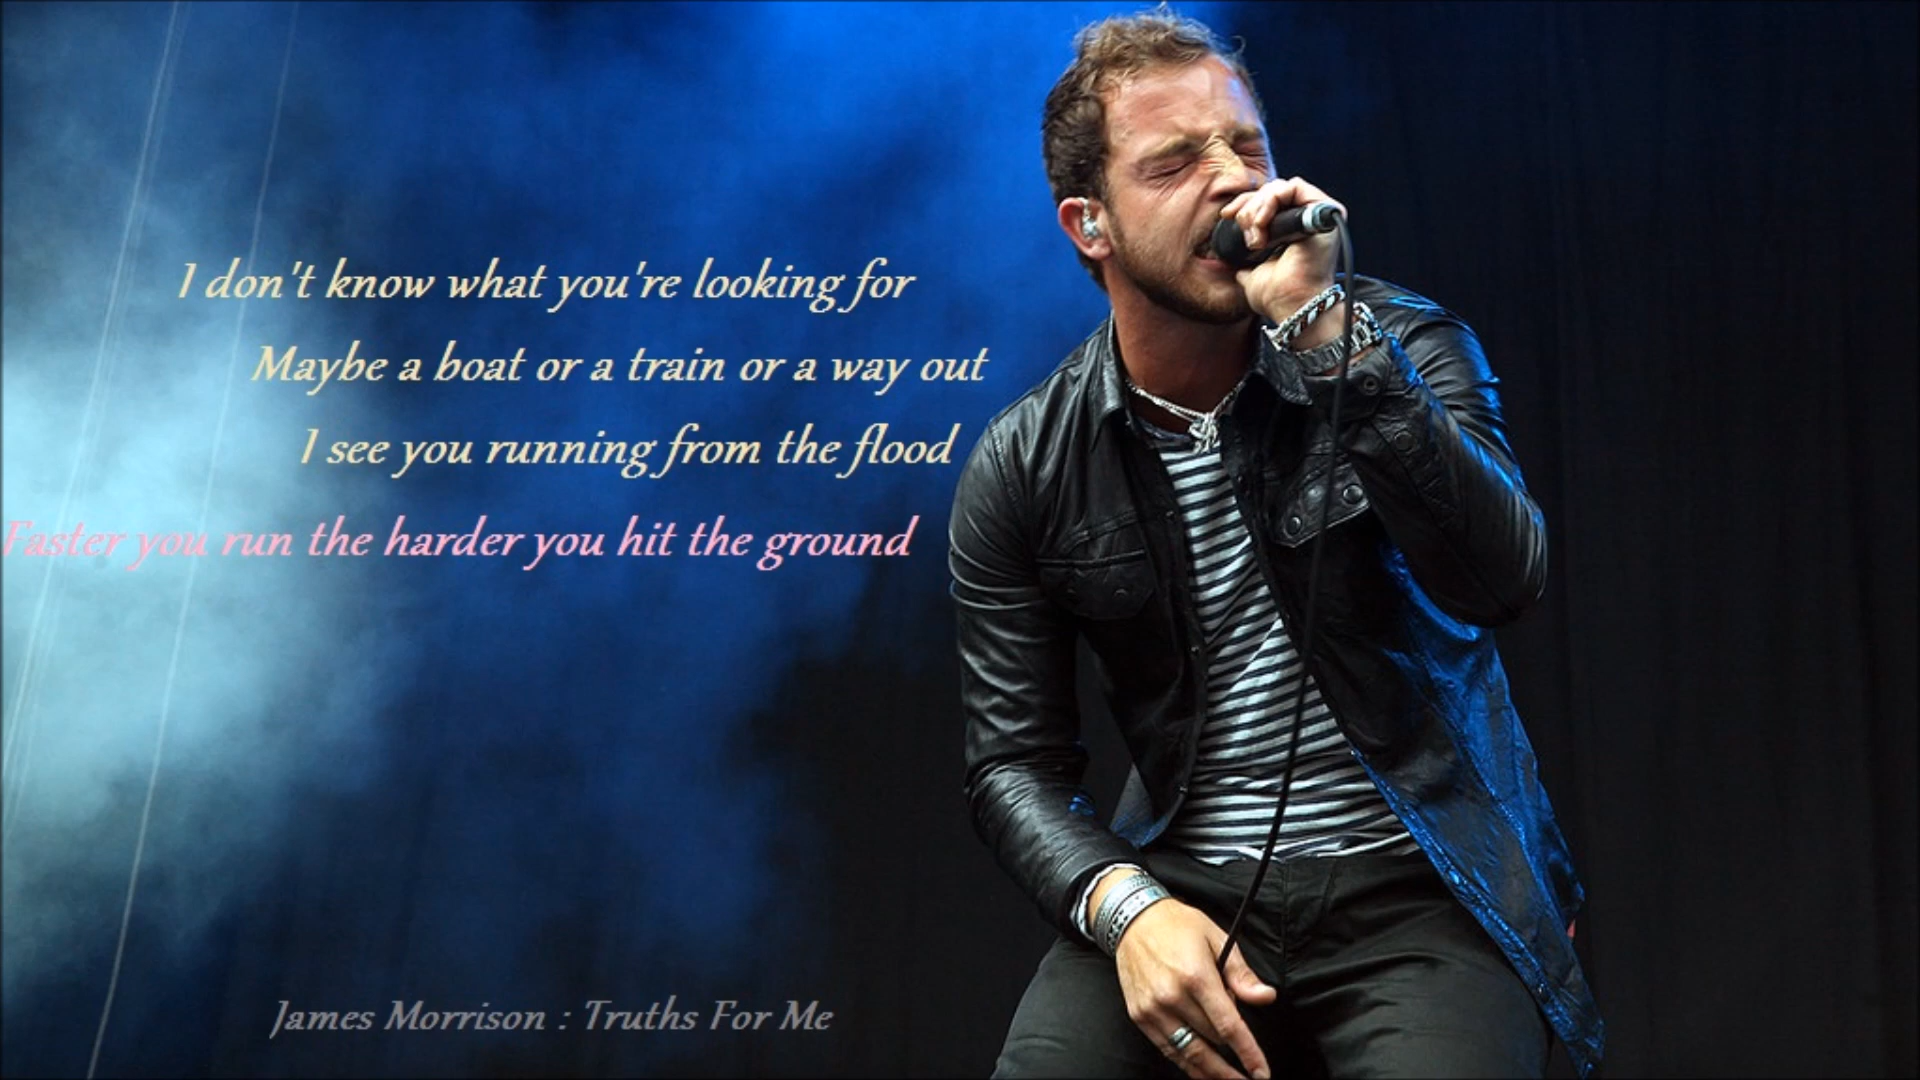 I don't know what you're looking for
Maybe a boat or a train or a way out
I see you running from the flood
Faster you run the harder you hit the ground
James Morrison : Truths For Me